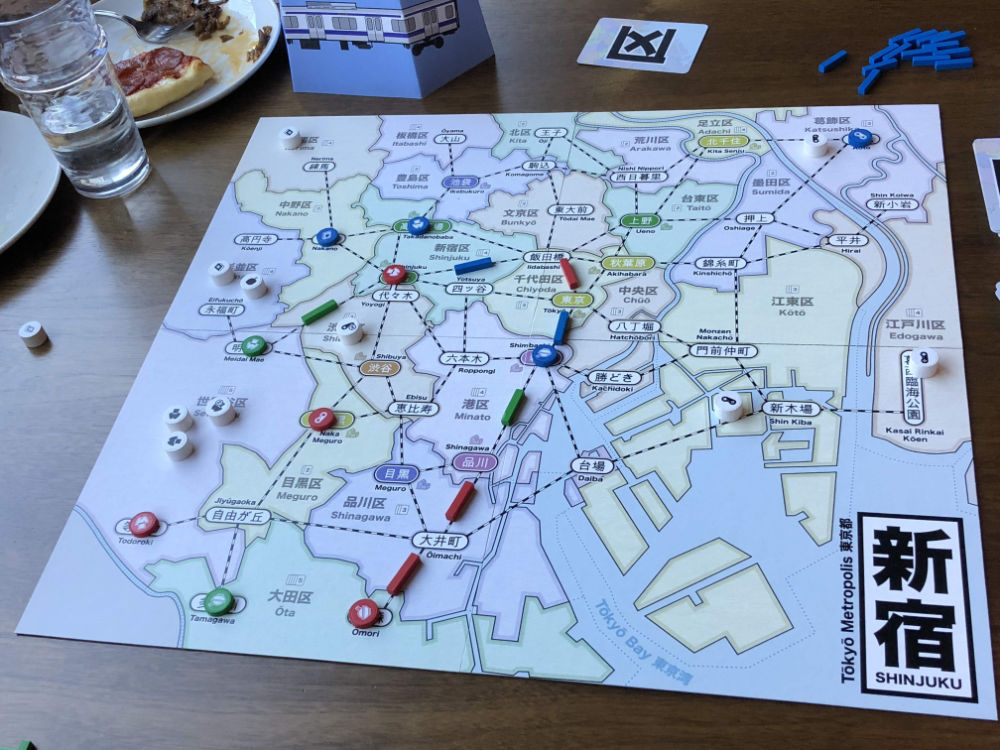 板橋区
Itabashi
Ōyama
大山
北区
Kita
Ōji
王子
荒川区
Arakawa
足立区
Adachi
北千住
Kita Senju
葛飾区
Katsushika
Nerima
練馬
豊島区
Toshima
池袋
Ikebukuro
駒込
Komagome
Nishi Nippori
西日暮里
墨田区
Sumida
Shin Koiwa
新小岩
中野区
Nakano
文京区
Bunkyō
東大前
Tōdai Mae
台東区
Taitō
上野
Ueno
押上
Oshiage
平井
Hirai
高円寺
Kōenji
Nakano
Takadanobaba
新宿区
Shinjuku
飯田橋
Iidabashi
秋葉原
Akihabara
錦糸町
Kinshichō
Yotsuya
四ツ谷
千代田区
Chiyoda
東京
中央区
Chūō
江東区
Kōtō
代々木
Yoyogi
Eifukuchō
永福町
八丁堀
Hatchōbori
Monzen
Nakachō
門前仲町
江戸川区
Edogawa
Meidai Mae
Shibuya
渋谷
六本木
Roppongi
勝どき
Kachidoki
恵比寿
Ebisu
港区
Minato
新木場
Shin Kiba
臨海公園
Kasai Rinkai
Kōen
Naka
Meguro
Shinagawa
品川
目黒
Meguro
台場
Daiba
目黒区
Meguro
品川区
Shinagawa
Jiyūgaoka
自由が丘
大井町
Ōimachi
Todoroki
大田区
Ōta
Tamagawa
Ōmori
Tōkyō Bay 東京湾
Tōkyō Metropolis 東京都
新宿
SHINJUKU